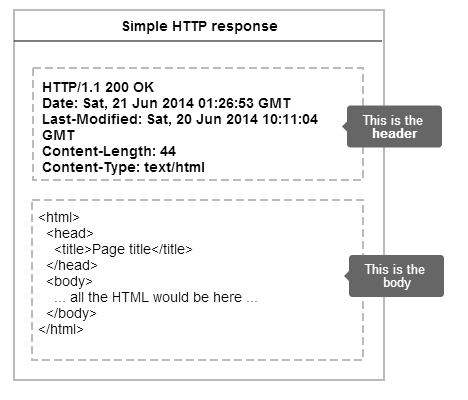 Simple HTTP response
HTTP/1.1 200 OK
Date: Sat, 21 Jun 2014 01:26:53 GMT
Last-Modified: Sat, 20 Jun 2014 10:11:04
GMT
Content-Length: 44
Content-Type: text/html
This is the
header
<html>
<head>
<title>Page title</title>
</head>
<body>
... all the HTML would be here ...
</body>
</html>
This is the
body